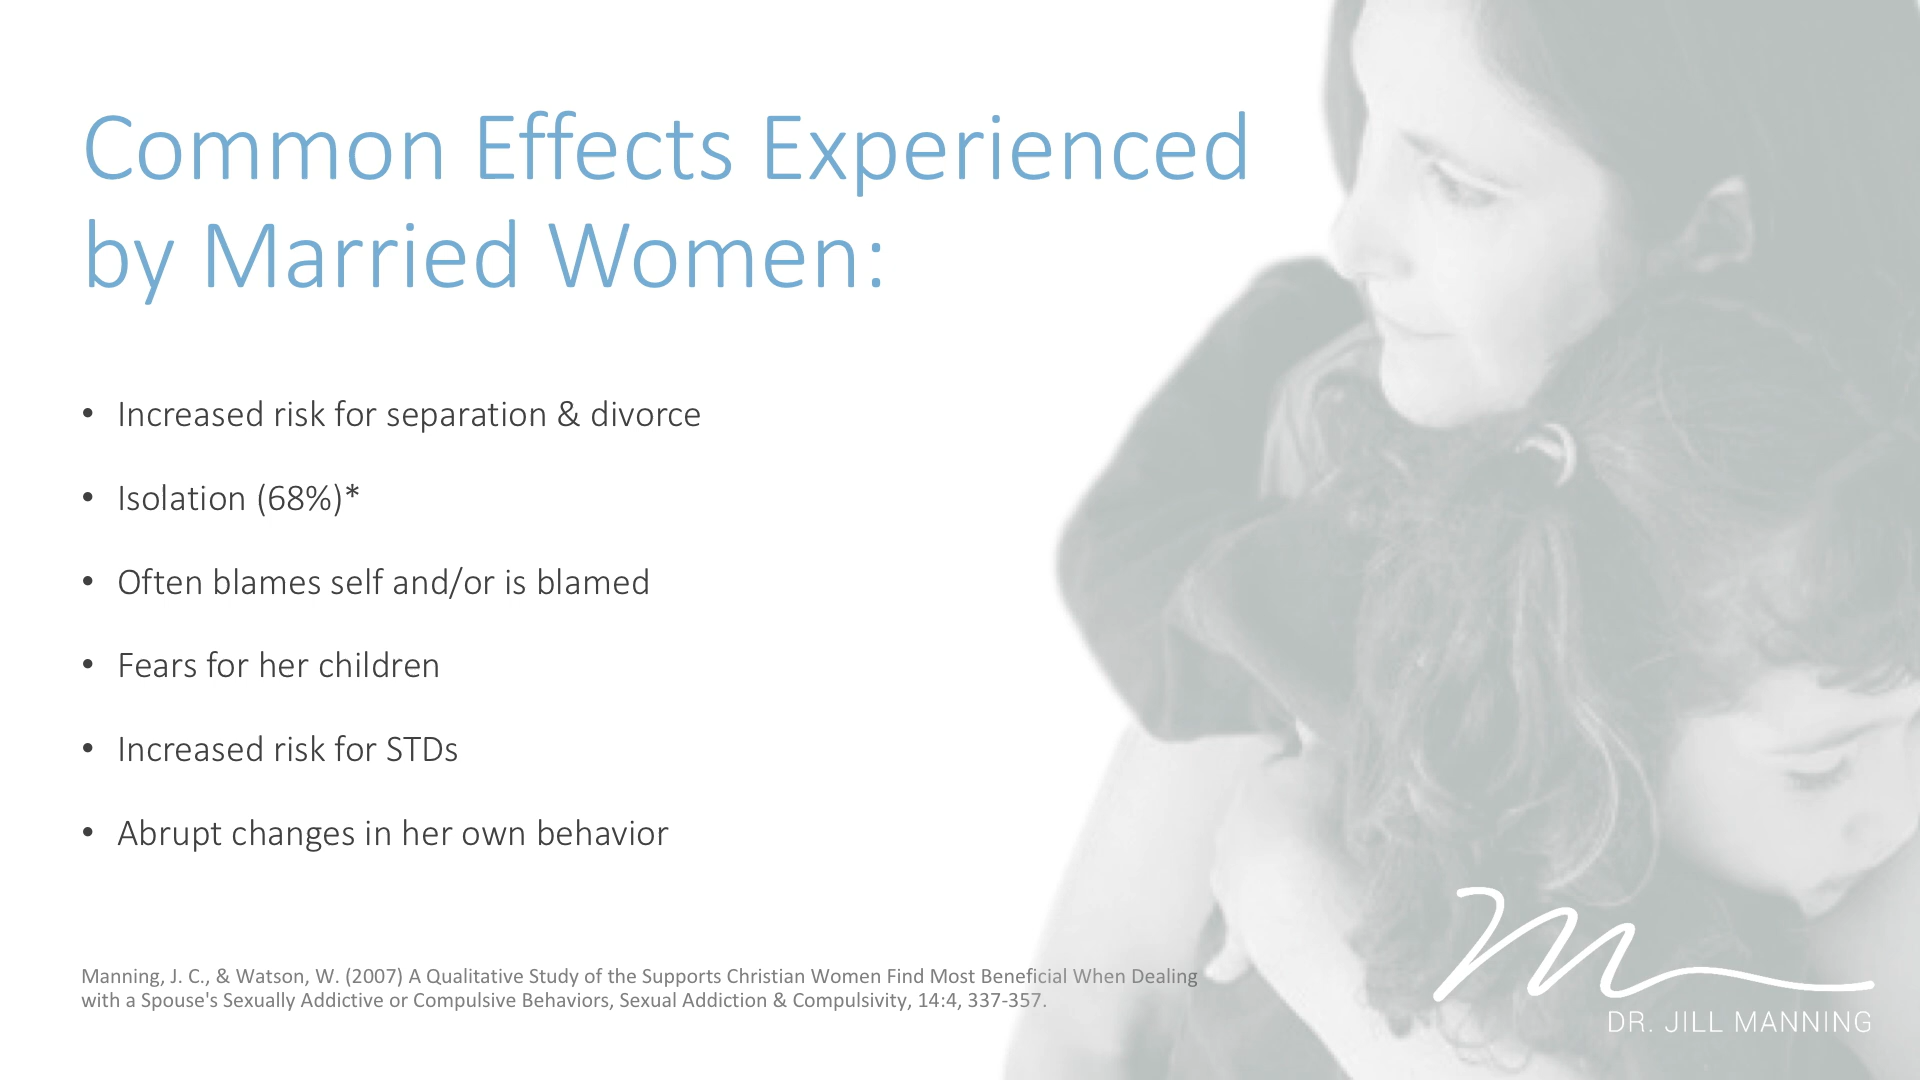 Common Effects Experienced
by Married Women:
• Increased risk for separation & divorce
• Isolation (68%)*
• Often blames self and/or is blamed
• Fears for her children
• Increased risk for STDs
• Abrupt changes in her own behavior
Manning, J. C., & Watson, W. (2007) A Qualitative Study of the Supports Christian Women Find Most Beneficial When Dealing
with a Spouse's Sexually Addictive or Compulsive Behaviors, Sexual Addiction & Compulsivity, 14:4, 337-357.
m
DR. JILL MANNING